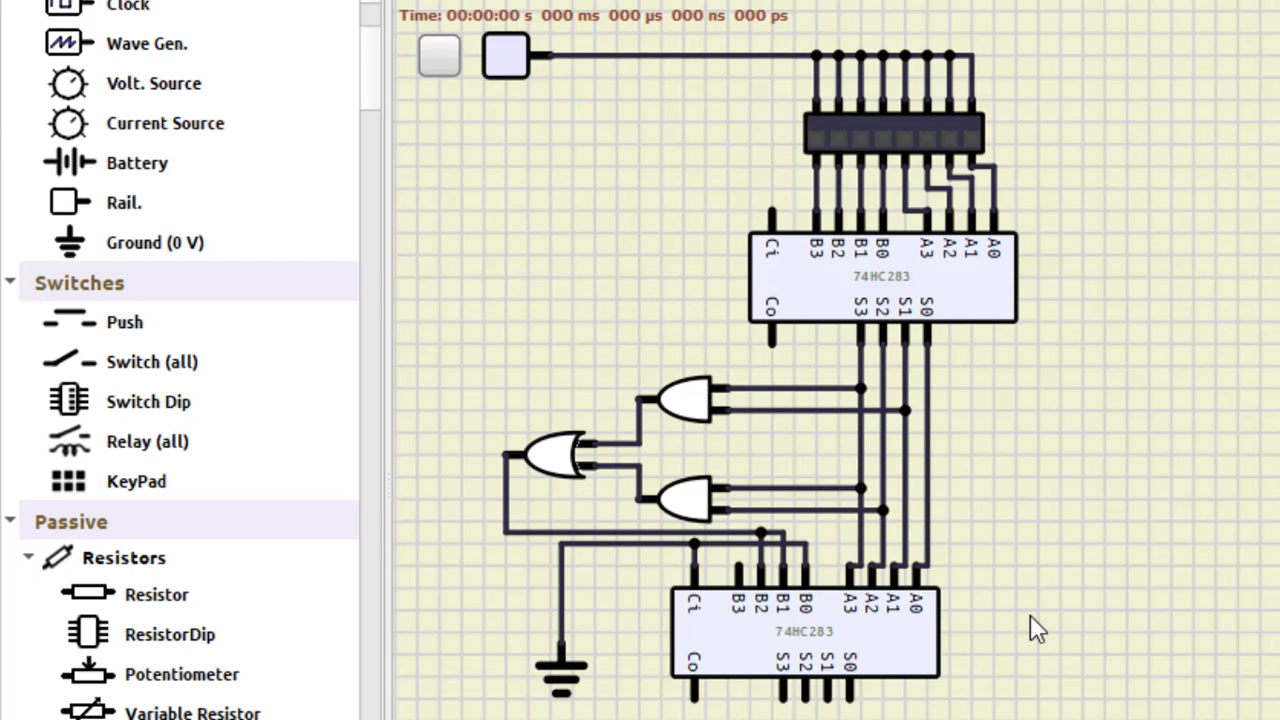 Clock
Wave Gen.
Volt. Source
Current Source
Battery
Rail.
Ground (0 V)
Switches
Push
Switch (all)
Switch Dip
Relay (all)
KeyPad
Passive
Resistors
Resistor
ResistorDip
Potentiometer
Variable Resistor
Time: 00:00:00 s 000 ms 000 µs 000 ns 000 ps
Ci B3 B2 B1 B0 A3 A2 A1 A0
74HC283
Co S3 S2 S1 S0
Ci B3 B2 B1 B0 A3 A2 A1 A0
74HC283
Co S3 S2 S1 S0